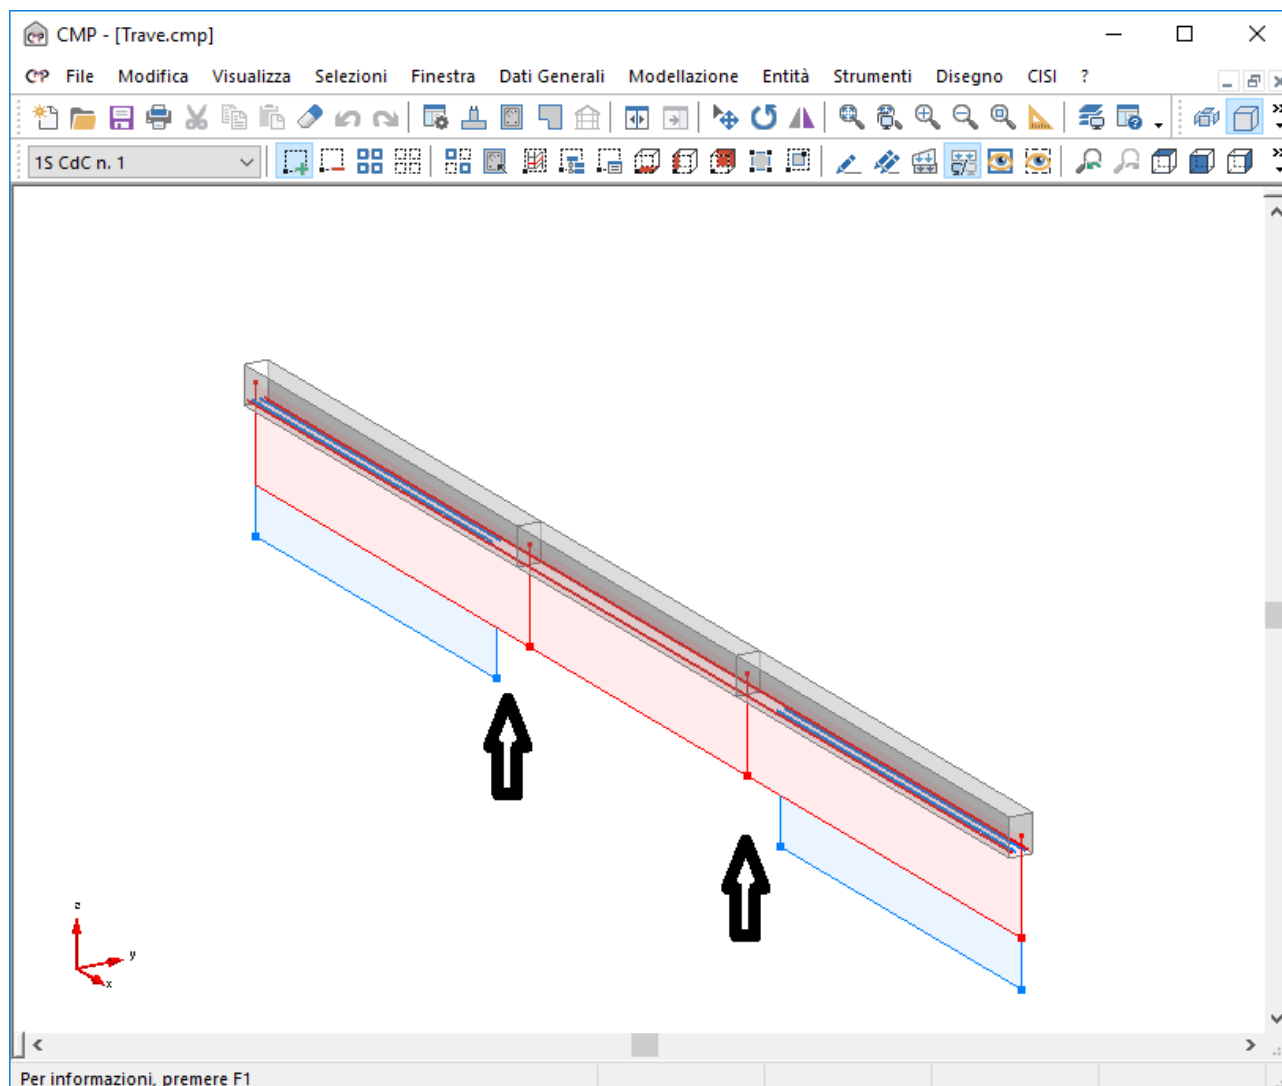 CMP - [Trave.cmp]
CMP File Modifica Visualizza Selezioni Finestra Dati Generali Modellazione Entità Strumenti Disegno CISI ?
1S CdC n. 1
z
y
x
Per informazioni, premere F1